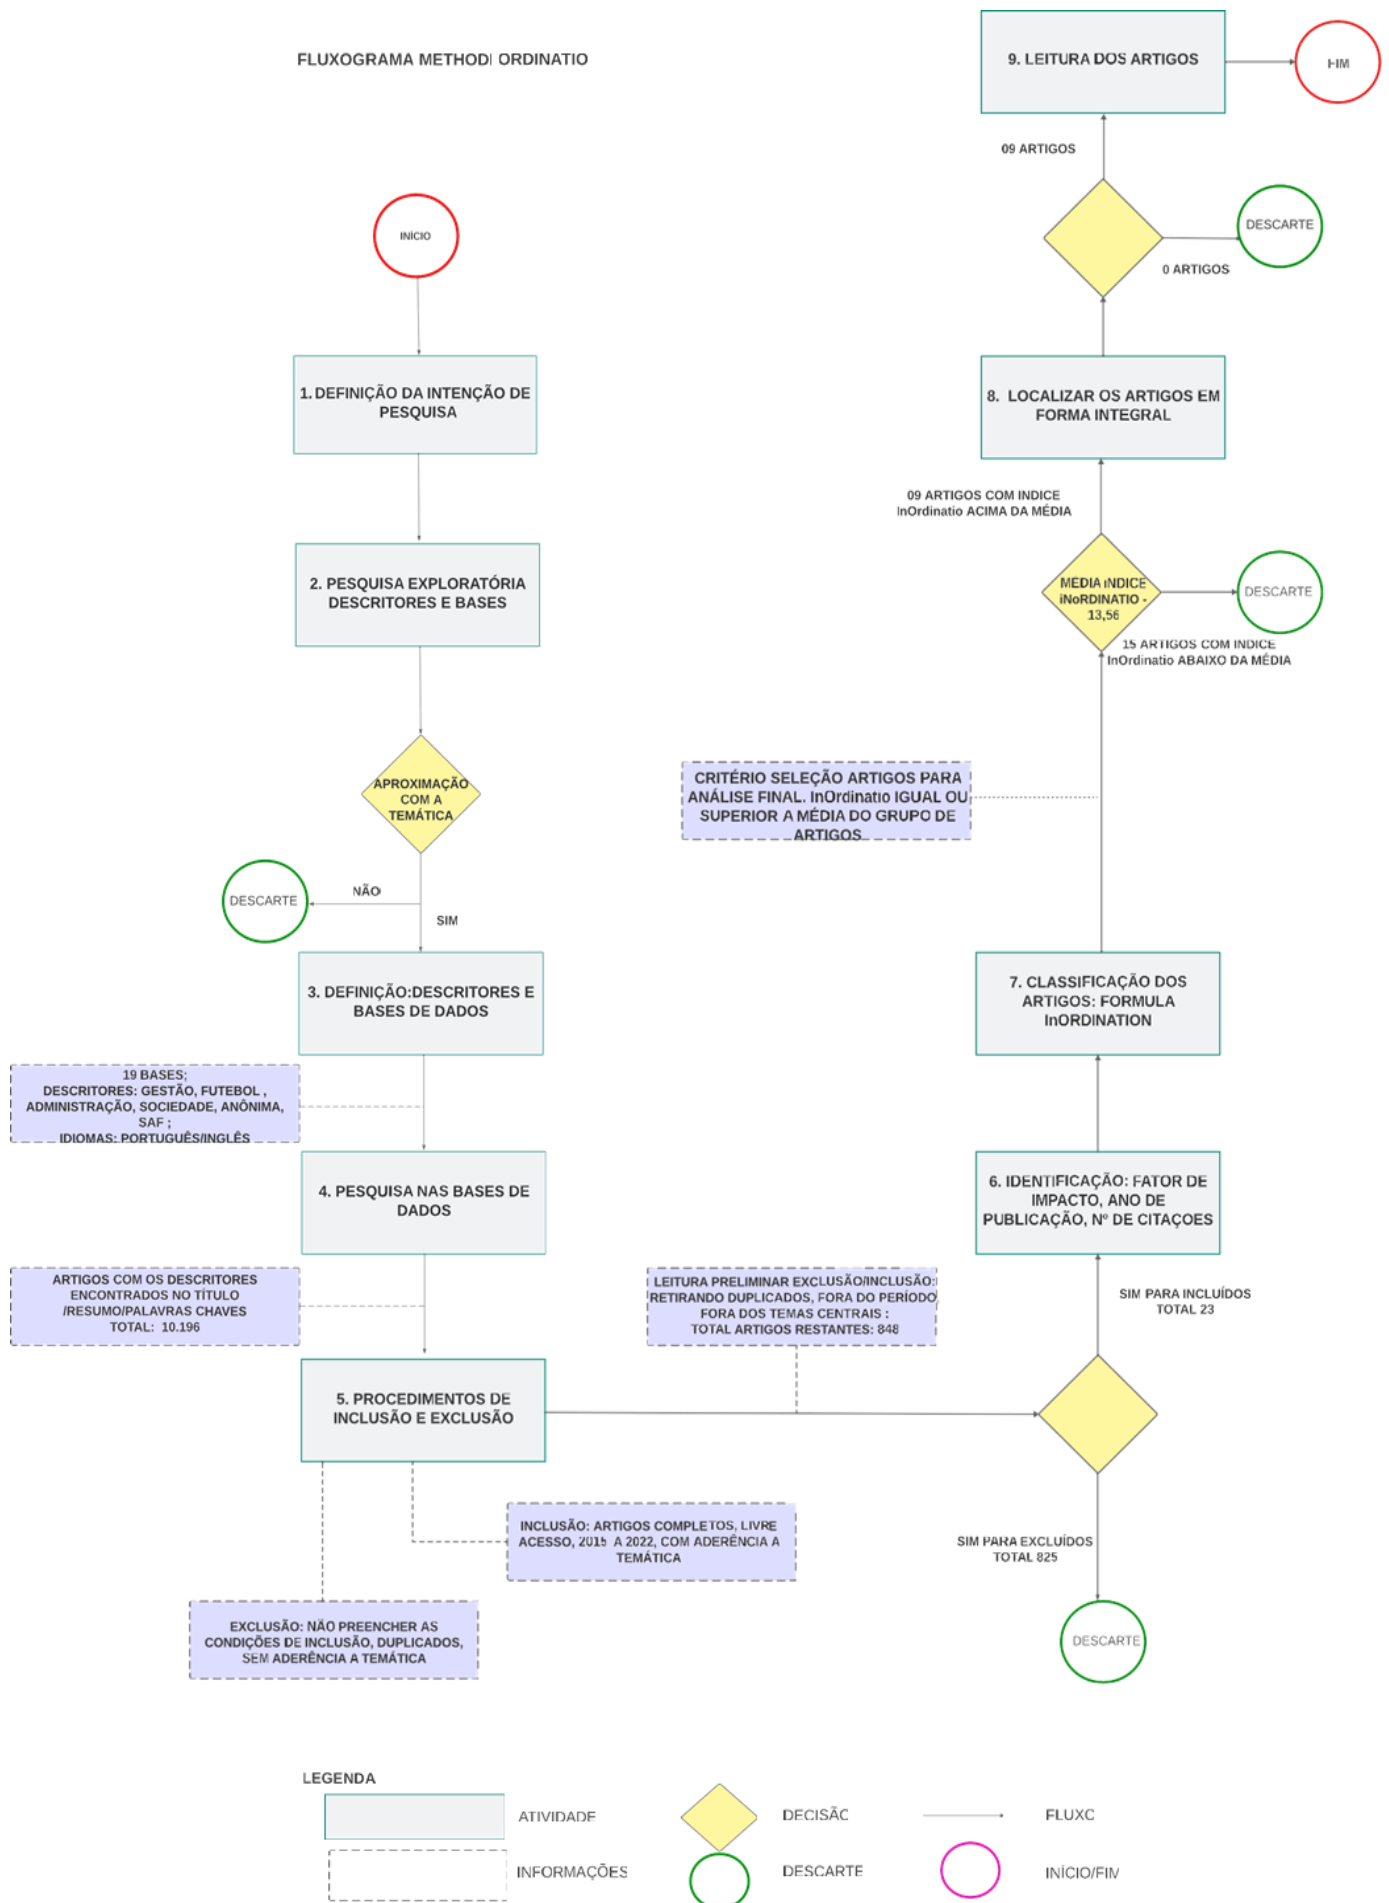 FLUXOGRAMA METHODI ORDINATIO
INÍCIO
1. DEFINIÇÃO DA INTENÇÃO DE
PESQUISA
2. PESQUISA EXPLORATÓRIA
DESCRITORES E BASES
APROXIMAÇÃO
COM A
TEMÁTICA
NÃO
DESCARTE
SIM
3. DEFINIÇÃO:DESCRITORES E
BASES DE DADOS
19 BASES;
DESCRITORES: GESTÃO, FUTEBOL ,
ADMINISTRAÇÃO, SOCIEDADE, ANÔNIMA,
SAF ;
IDIOMAS: PORTUGUÊS/INGLÊS
4. PESQUISA NAS BASES DE
DADOS
ARTIGOS COM OS DESCRITORES
ENCONTRADOS NO TÍTULO
/RESUMO/PALAVRAS CHAVES
TOTAL: 10.196
5. PROCEDIMENTOS DE
INCLUSÃO E EXCLUSÃO
INCLUSÃO: ARTIGOS COMPLETOS, LIVRE
ACESSO, 2015 A 2022, COM ADERÊNCIA A
TEMÁTICA
EXCLUSÃO: NÃO PREENCHER AS
CONDIÇÕES DE INCLUSÃO, DUPLICADOS,
SEM ADERÊNCIA A TEMÁTICA
LEITURA PRELIMINAR EXCLUSÃO/INCLUSÃO:
RETIRANDO DUPLICADOS, FORA DO PERÍODO,
FORA DOS TEMAS CENTRAIS :
TOTAL ARTIGOS RESTANTES: 848
SIM PARA EXCLUÍDOS
TOTAL 825
DESCARTE
SIM PARA INCLUÍDOS
TOTAL 23
6. IDENTIFICAÇÃO: FATOR DE
IMPACTO, ANO DE
PUBLICAÇÃO, Nº DE CITAÇOES
7. CLASSIFICAÇÃO DOS
ARTIGOS: FORMULA
InORDINATION
CRITÉRIO SELEÇÃO ARTIGOS PARA
ANÁLISE FINAL. InOrdinatio IGUAL OU
SUPERIOR A MÉDIA DO GRUPO DE
ARTIGOS
MÉDIA iNDICE
iNoRDINATIO -
13,56
DESCARTE
15 ARTIGOS COM INDICE
InOrdinatio ABAIXO DA MÉDIA
09 ARTIGOS COM INDICE
InOrdinatio ACIMA DA MÉDIA
8. LOCALIZAR OS ARTIGOS EM
FORMA INTEGRAL
DESCARTE
0 ARTIGOS
09 ARTIGOS
9. LEITURA DOS ARTIGOS
FIM
LEGENDA
ATIVIDADE
DECISÃO
FLUXO
INFORMAÇÕES
DESCARTE
INÍCIO/FIM